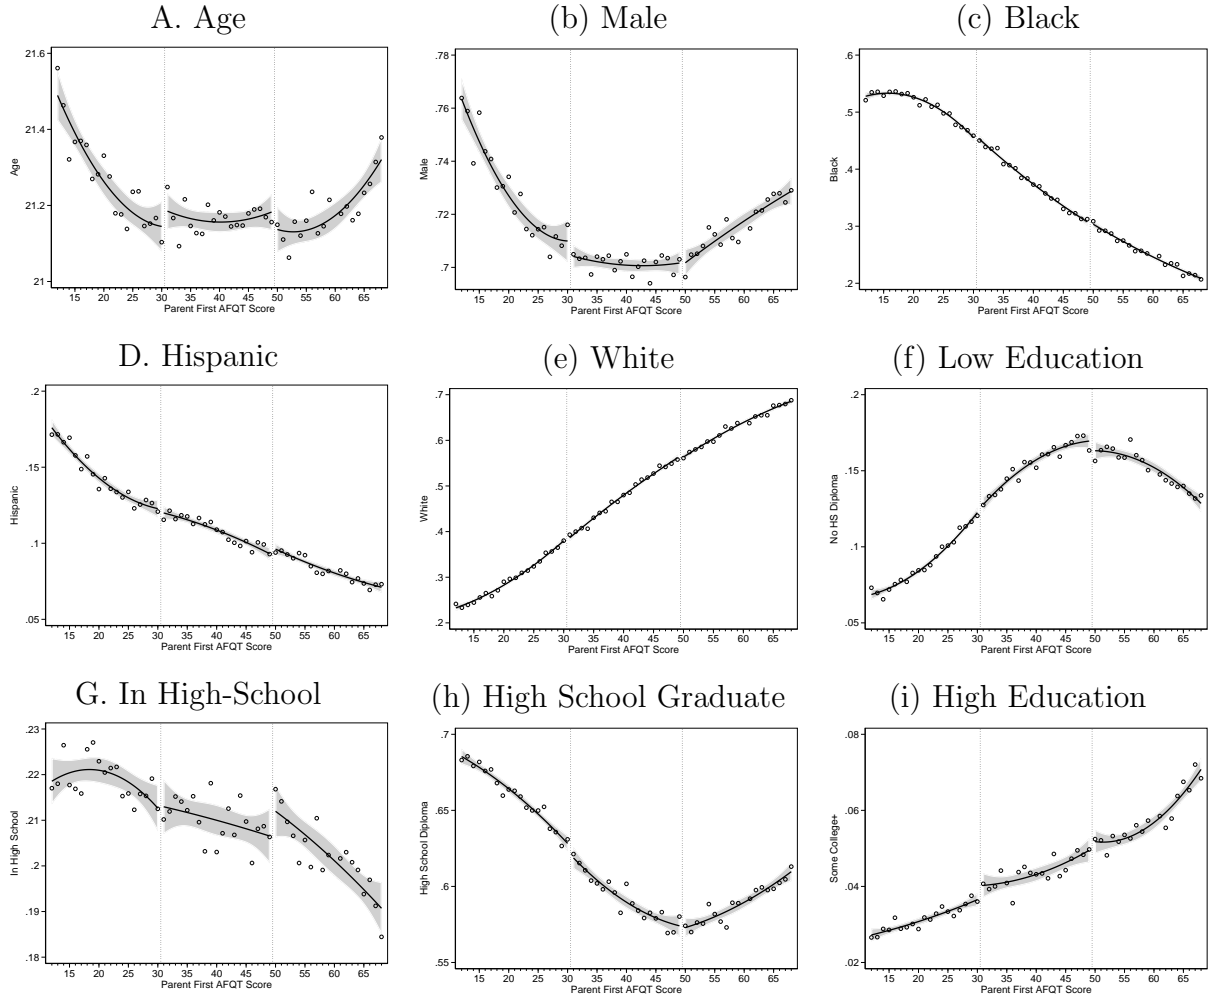 A. Age
(b) Male
(c) Black
21.6
21.4
21.2
21
Age
15 20 25 30 35 40 45 50 55 60 65
Parent First AFQT Score
.78
.76
.74
.72
.7
Male
15 20 25 30 35 40 45 50 55 60 65
Parent First AFQT Score
.6
.5
.4
.3
.2
Black
15 20 25 30 35 40 45 50 55 60 65
Parent First AFQT Score
D. Hispanic
(e) White
(f) Low Education
.2
.15
.1
.05
Hispanic
15 20 25 30 35 40 45 50 55 60 65
Parent First AFQT Score
.7
.6
.5
.4
.3
.2
White
15 20 25 30 35 40 45 50 55 60 65
Parent First AFQT Score
.2
.15
.1
.05
No HS Diploma
15 20 25 30 35 40 45 50 55 60 65
Parent First AFQT Score
G. In High-School
(h) High School Graduate
(i) High Education
.23
.22
.21
.2
.19
.18
In High School
15 20 25 30 35 40 45 50 55 60 65
Parent First AFQT Score
.7
.65
.6
.55
High School Diploma
15 20 25 30 35 40 45 50 55 60 65
Parent First AFQT Score
.08
.06
.04
.02
Some College+
15 20 25 30 35 40 45 50 55 60 65
Parent First AFQT Score